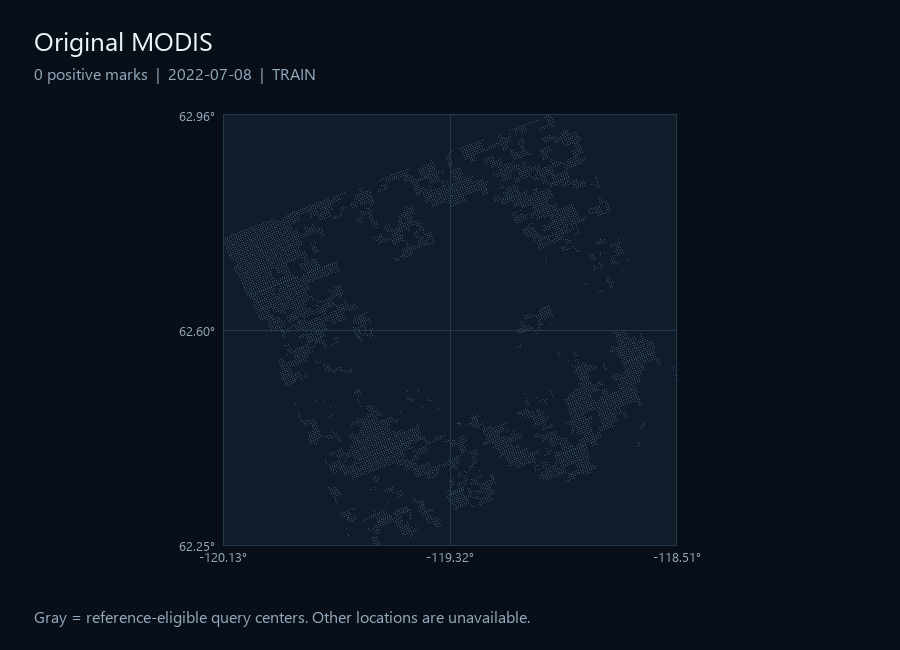 Original MODIS
0 positive marks | 2022-07-08 | TRAIN
62.96°
62.60°
62.25°
-120.13°
-119.32°
-118.51°
Gray = reference-eligible query centers. Other locations are unavailable.